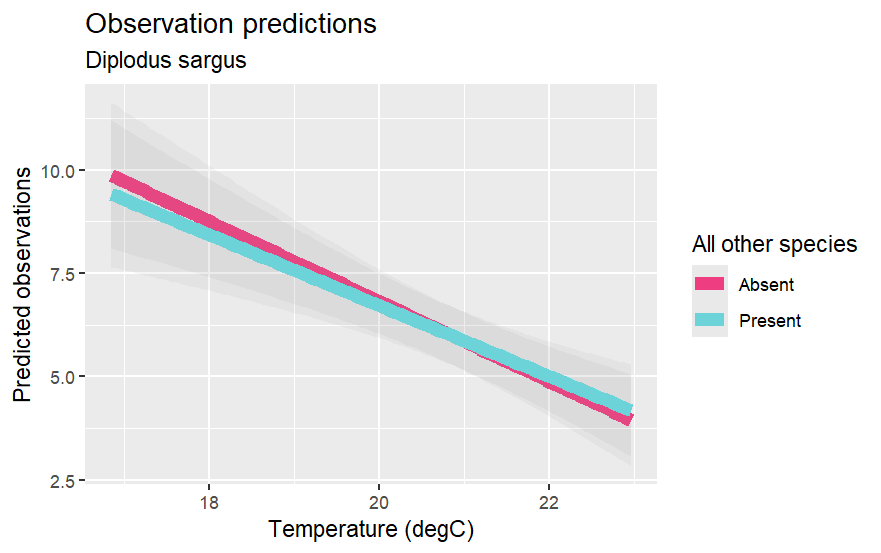 Observation predictions
Diplodus sargus
Predicted observations
10.0
7.5
5.0
2.5
18 20 22
Temperature (degC)
All other species
Absent
Present